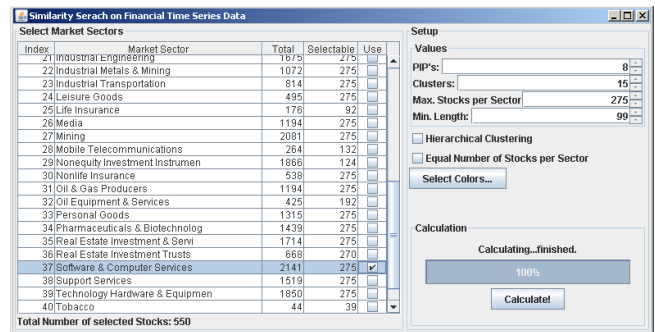 Similarity Serach on Financial Time Series Data
Select Market Sectors
Index Market Sector Total Selectable Use
21 Industrial Engineering 1675 275
22 Industrial Metals & Mining 1072 275
23 Industrial Transportation 814 275
24 Leisure Goods 495 275
25 Life Insurance 176 92
26 Media 1194 275
27 Mining 2081 275
28 Mobile Telecommunications 264 132
29 Nonequity Investment Instrumen 1866 124
30 Nonlife Insurance 538 275
31 Oil & Gas Producers 1194 275
32 Oil Equipment & Services 425 192
33 Personal Goods 1315 275
34 Pharmaceuticals & Biotechnolog 1439 275
35 Real Estate Investment & Servi 1714 275
36 Real Estate Investment Trusts 668 270
37 Software & Computer Services 2141 275
38 Support Services 1519 275
39 Technology Hardware & Equipmen 1850 275
40 Tobacco 44 39
Total Number of selected Stocks: 550
Setup
Values
PIP's: 8
Clusters: 15
Max. Stocks per Sector 275
Min. Length: 99
Hierarchical Clustering
Equal Number of Stocks per Sector
Select Colors...
Calculation
Calculating...finished.
100%
Calculate!